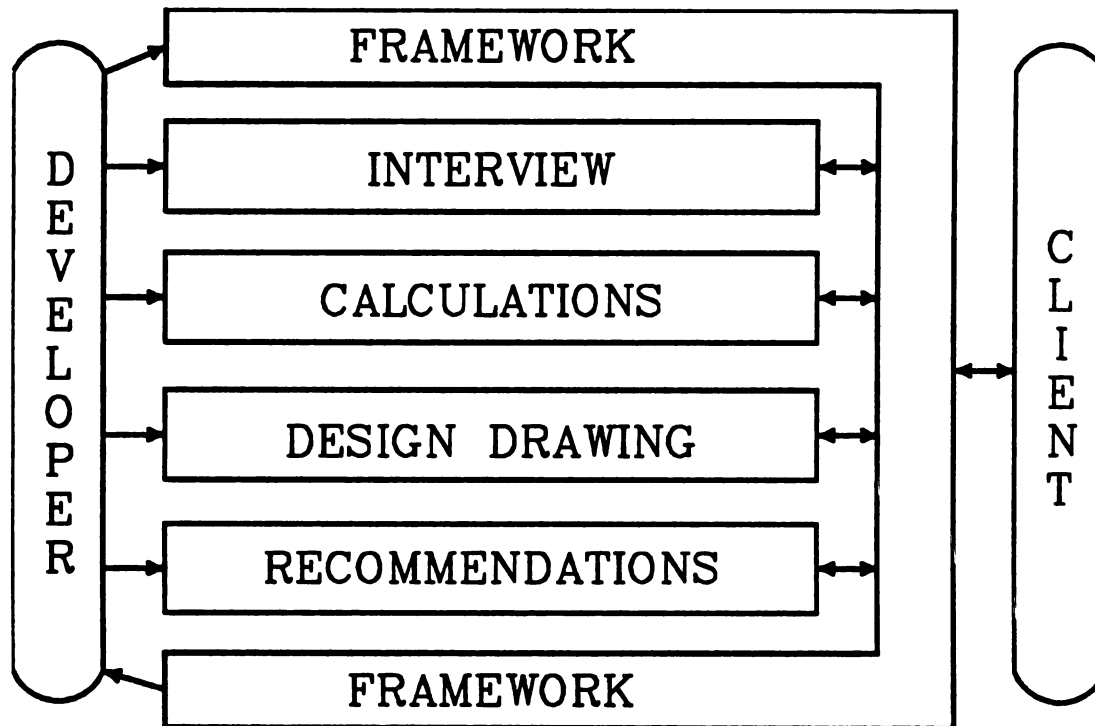 FRAMEWORK
DEVELOPER
INTERVIEW
CALCULATIONS
DESIGN DRAWING
RECOMMENDATIONS
FRAMEWORK
CLIENT